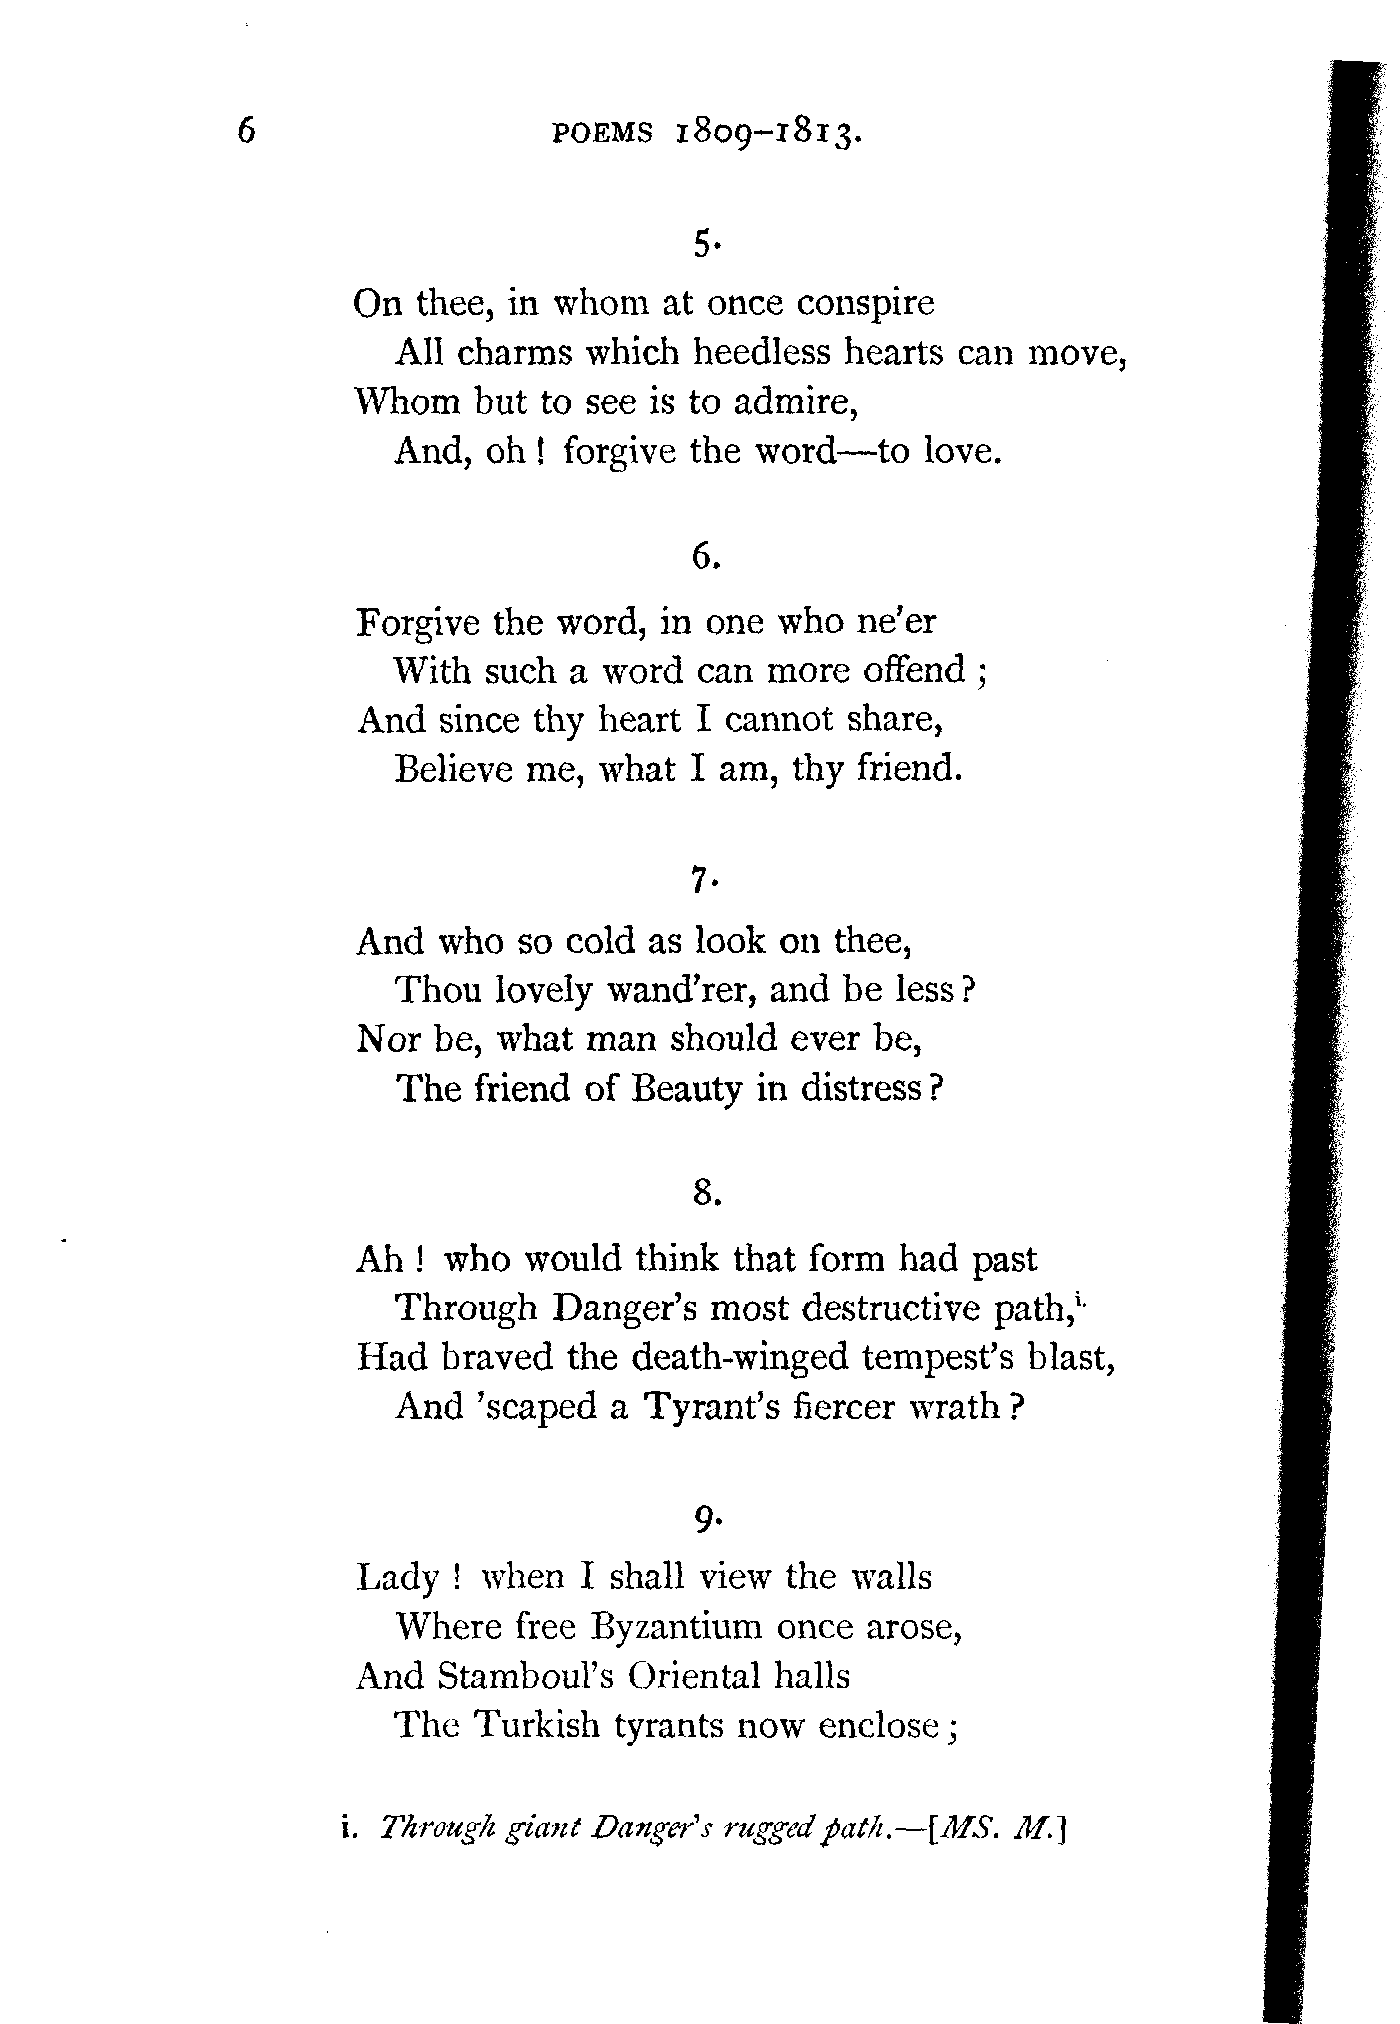 6 POEMS 1809–1813.
5.
On thee, in whom at once conspire
All charms which heedless hearts can move,
Whom but to see is to admire,
And, oh ! forgive the word—to love.
6.
Forgive the word, in one who ne'er
With such a word can more offend ;
And since thy heart I cannot share,
Believe me, what I am, thy friend.
7.
And who so cold as look on thee,
Thou lovely wand'rer, and be less ?
Nor be, what man should ever be,
The friend of Beauty in distress ?
8.
Ah ! who would think that form had past
Through Danger's most destructive path,i.
Had braved the death-winged tempest's blast,
And 'scaped a Tyrant's fiercer wrath ?
9.
Lady ! when I shall view the walls
Where free Byzantium once arose,
And Stamboul's Oriental halls
The Turkish tyrants now enclose ;
i. Through giant Danger's rugged path.—[MS. M.]